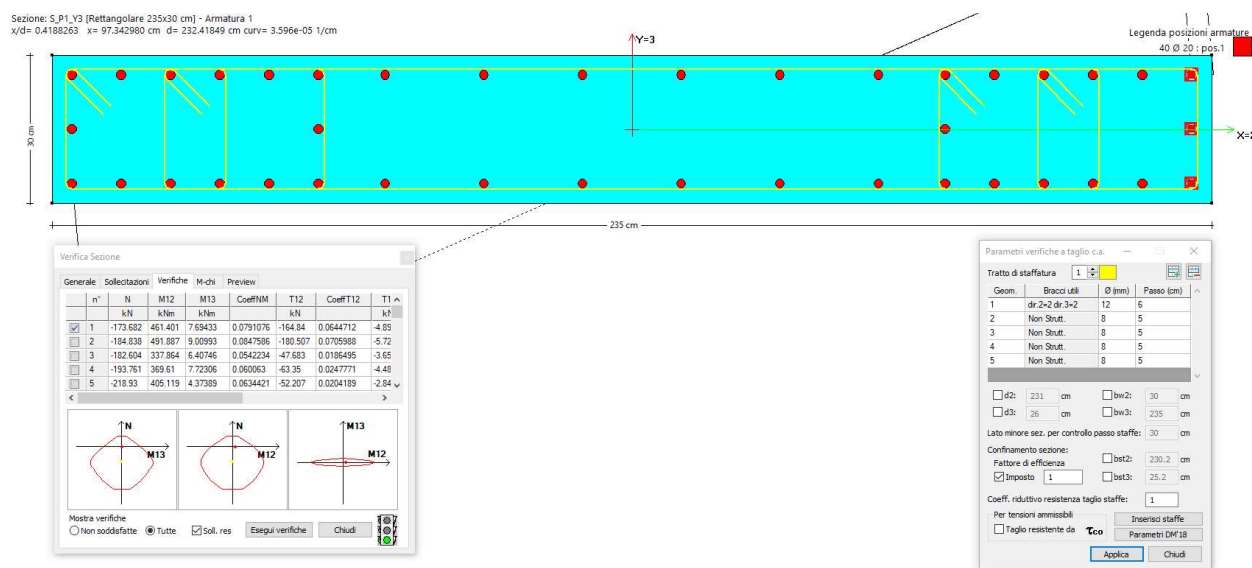 Sezione: S_P1_Y3 [Rettangolare 235x30 cm] - Armatura 1
x/d= 0.4188263 x= 97.342980 cm d= 232.41849 cm curv= 3.596e-05 1/cm
Legenda posizioni armature
40 Ø 20 : pos.1
Y=3
X=2
30 cm
235 cm
Verifica Sezione
Generale Sollecitazioni Verifiche M-chi Preview
n° N M12 M13 CoeffNM T12 CoeffT12 T1
kN kNm kNm kN kN
1 -173.682 461.401 7.69433 0.0791076 -164.84 0.0644712 -4.89
2 -184.838 491.887 9.00993 0.0847586 -180.507 0.0705988 -5.72
3 -182.604 337.864 6.40746 0.0542234 -47.683 0.0186495 -3.65
4 -193.761 369.61 7.72306 0.060063 -63.35 0.0247771 -4.48
5 -218.93 405.119 4.37389 0.0634421 -52.207 0.0204189 -2.84
N
M13
N
M12
M13
M12
Mostra verifiche
Non soddisfatte Tutte Soll. res Esegui verifiche Chiudi
Parametri verifiche a taglio c.a.
Tratto di staffatura 1
Geom. Bracci utili Ø (mm) Passo (cm)
1 dir.2=2 dir.3=2 12 6
2 Non Strutt. 8 5
3 Non Strutt. 8 5
4 Non Strutt. 8 5
5 Non Strutt. 8 5
d2: 231 cm bw2: 30 cm
d3: 26 cm bw3: 235 cm
Lato minore sez. per controllo passo staffe: 30 cm
Confinamento sezione:
Fattore di efficienza
Imposto 1
bst2: 230.2 cm
bst3: 25.2 cm
Coeff. riduttivo resistenza taglio staffe: 1
Per tensioni ammissibili
Taglio resistente da τco
Inserisci staffe
Parametri DM'18
Applica Chiudi